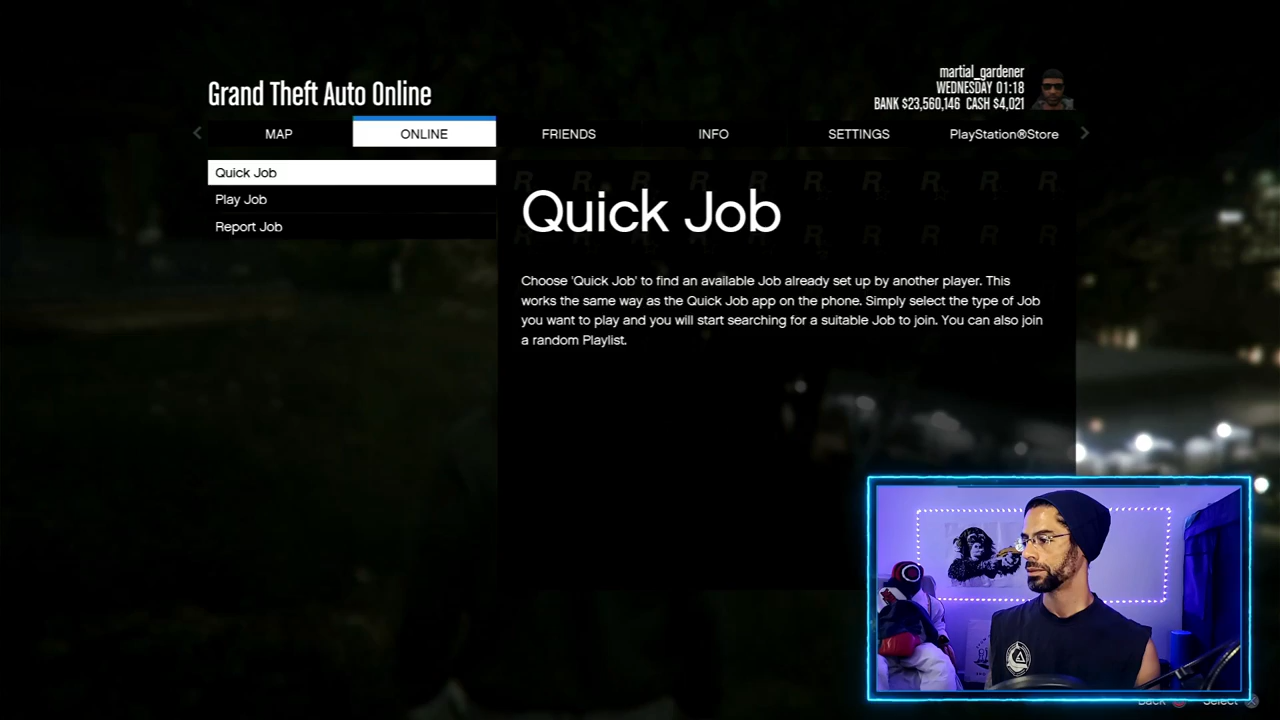 Grand Theft Auto Online
martial_gardener
WEDNESDAY 01:18
BANK $23,560,146 CASH $4,021
MAP
ONLINE
FRIENDS
INFO
SETTINGS
PlayStation®Store
Quick Job
Play Job
Report Job
Quick Job
Choose 'Quick Job' to find an available Job already set up by another player. This
works the same way as the Quick Job app on the phone. Simply select the type of Job
you want to play and you will start searching for a suitable Job to join. You can also join
a random Playlist.
Back
Select